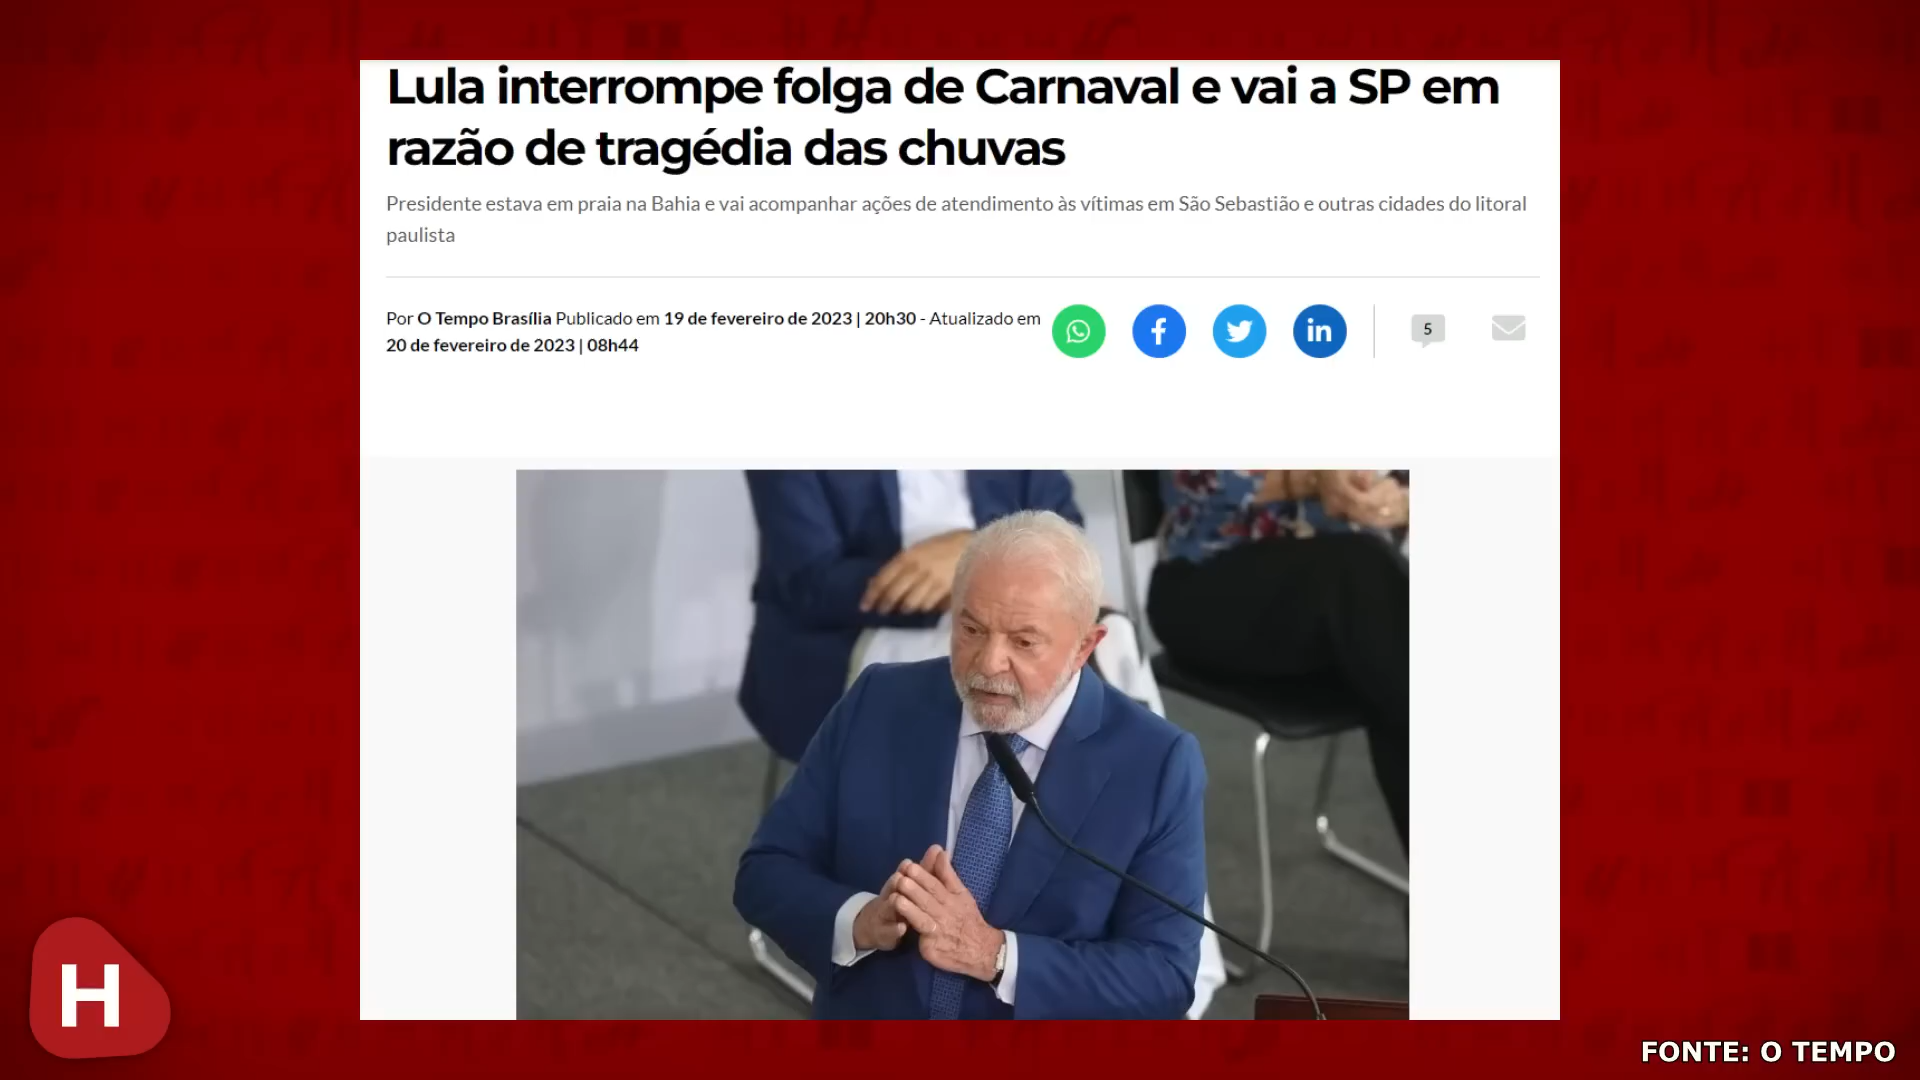 Lula interrompe folga de Carnaval e vai a SP em
razão de tragédia das chuvas
Presidente estava em praia na Bahia e vai acompanhar ações de atendimento às vítimas em São Sebastião e outras cidades do litoral
paulista
Por O Tempo Brasília Publicado em 19 de fevereiro de 2023 | 20h30 - Atualizado em
20 de fevereiro de 2023 | 08h44
f
in
5
H
FONTE: O TEMPO